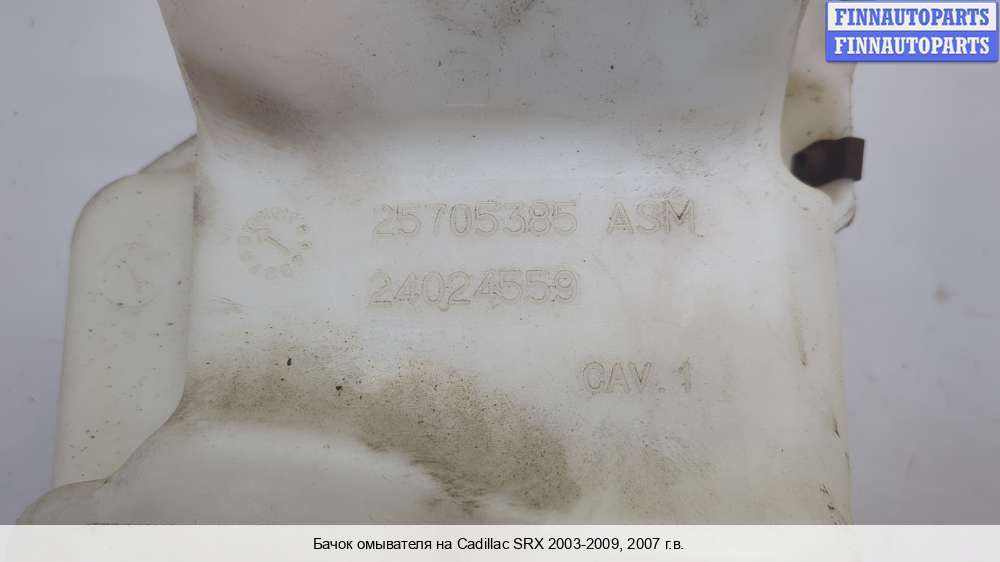 FINNAUTOPARTS
FINNAUTOPARTS
25705385 ASM
24024559
CAV. 1
Бачок омывателя на Cadillac SRX 2003-2009, 2007 г.в.